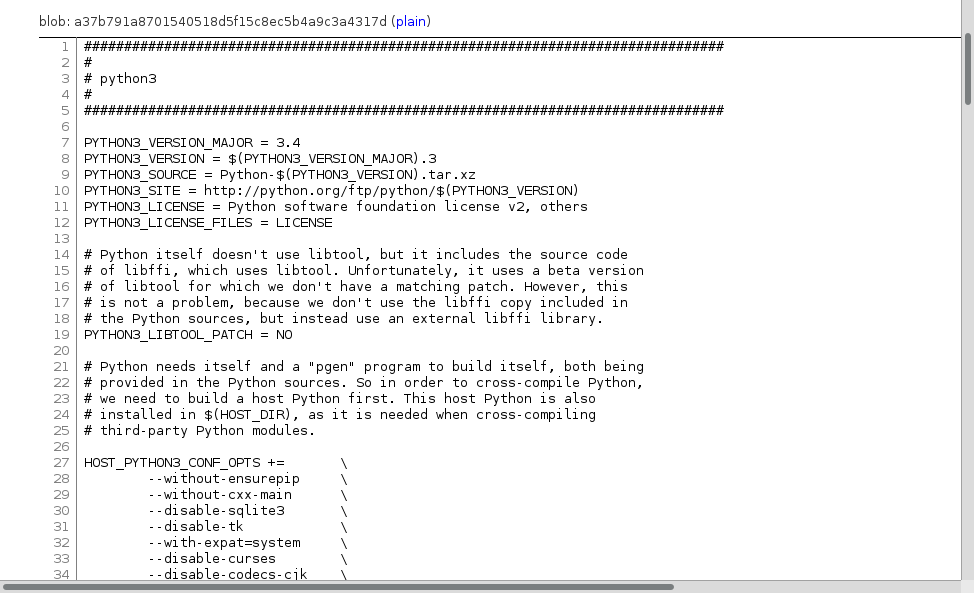 blob: a37b791a8701540518d5f15c8ec5b4a9c3a4317d (plain)
1 ################################################################################
2 #
3 # python3
4 #
5 ################################################################################
6
7 PYTHON3_VERSION_MAJOR = 3.4
8 PYTHON3_VERSION = $(PYTHON3_VERSION_MAJOR).3
9 PYTHON3_SOURCE = Python-$(PYTHON3_VERSION).tar.xz
10 PYTHON3_SITE = http://python.org/ftp/python/$(PYTHON3_VERSION)
11 PYTHON3_LICENSE = Python software foundation license v2, others
12 PYTHON3_LICENSE_FILES = LICENSE
13
14 # Python itself doesn't use libtool, but it includes the source code
15 # of libffi, which uses libtool. Unfortunately, it uses a beta version
16 # of libtool for which we don't have a matching patch. However, this
17 # is not a problem, because we don't use the libffi copy included in
18 # the Python sources, but instead use an external libffi library.
19 PYTHON3_LIBTOOL_PATCH = NO
20
21 # Python needs itself and a "pgen" program to build itself, both being
22 # provided in the Python sources. So in order to cross-compile Python,
23 # we need to build a host Python first. This host Python is also
24 # installed in $(HOST_DIR), as it is needed when cross-compiling
25 # third-party Python modules.
26
27 HOST_PYTHON3_CONF_OPTS += \
28 --without-ensurepip \
29 --without-cxx-main \
30 --disable-sqlite3 \
31 --disable-tk \
32 --with-expat=system \
33 --disable-curses \
34 --disable-codecs-cjk \